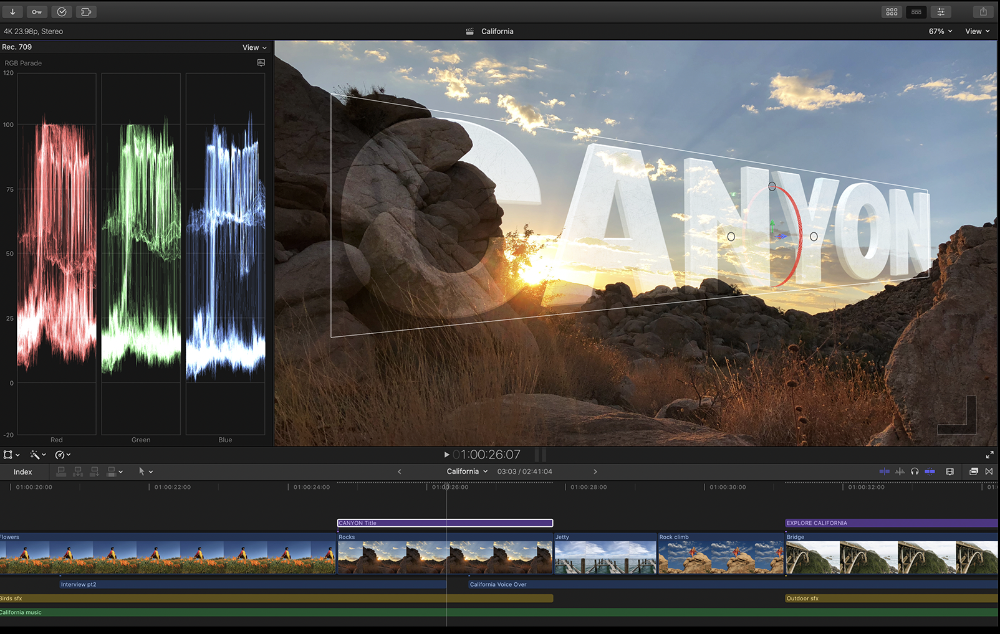 4K 23.98p, Stereo
California
67%
View
Rec. 709
View
RGB Parade
120
100
75
50
25
0
-20
Red
Green
Blue
CANYON
01:00:26:07
Index
California
03:03 / 02:41:04
01:00:20:00
01:00:22:00
01:00:24:00
01:00:26:00
01:00:28:00
01:00:30:00
01:00:32:00
CANYON Title
EXPLORE CALIFORNIA
Flowers
Rocks
Jetty
Rock climb
Bridge
Interview pt2
California Voice Over
Birds sfx
Outdoor sfx
California music